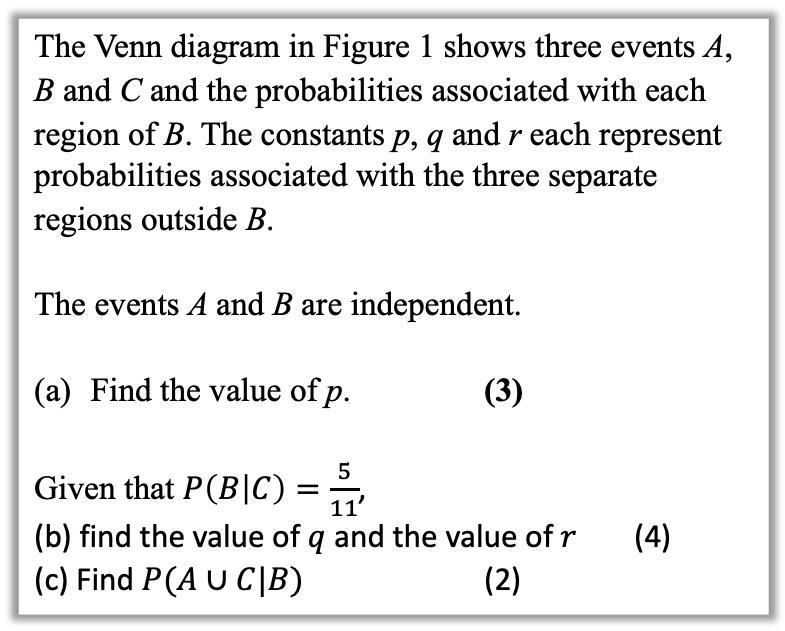 The Venn diagram in Figure 1 shows three events A,
B and C and the probabilities associated with each
region of B. The constants p, q and r each represent
probabilities associated with the three separate
regions outside B.
The events A and B are independent.
(a) Find the value of p. (3)
Given that P(B|C) = 5/11,
(b) find the value of q and the value of r (4)
(c) Find P(A ∪ C|B) (2)